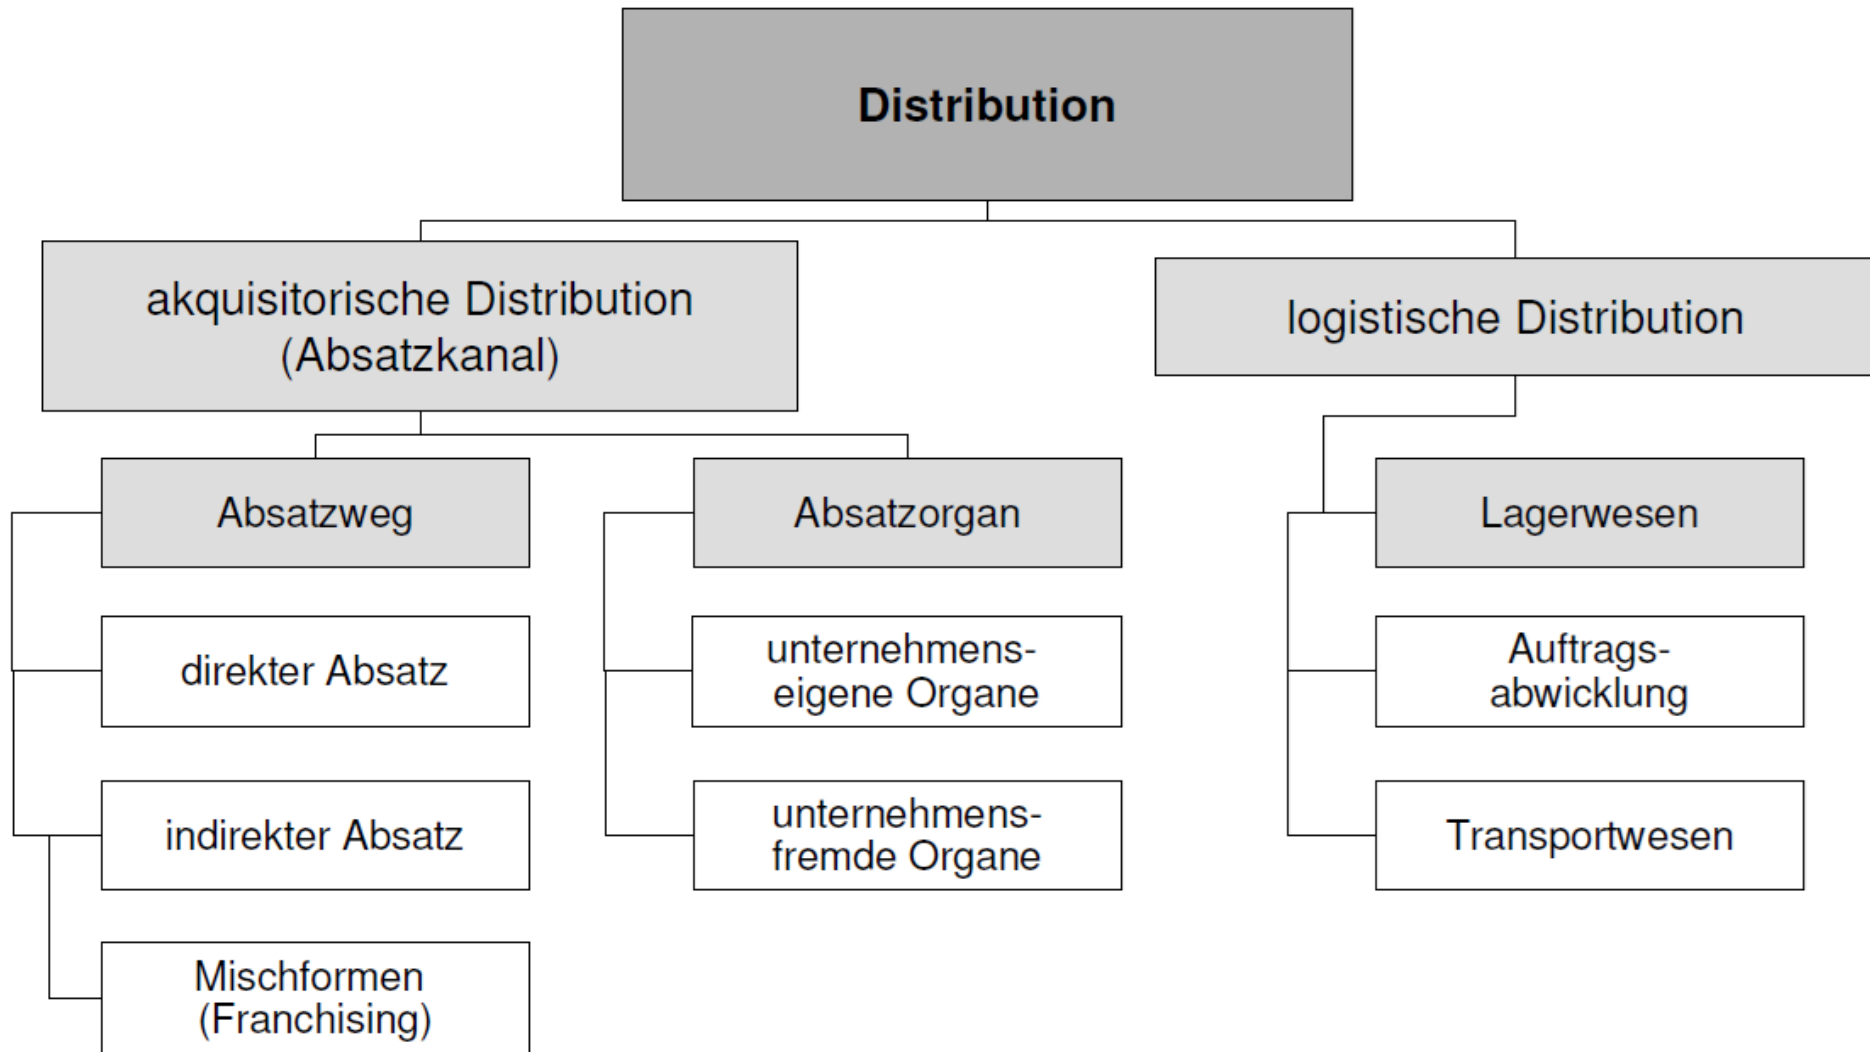 Distribution
akquisitorische Distribution
(Absatzkanal)
logistische Distribution
Absatzweg
Absatzorgan
Lagerwesen
direkter Absatz
unternehmens-
eigene Organe
Auftrags-
abwicklung
indirekter Absatz
unternehmens-
fremde Organe
Transportwesen
Mischformen
(Franchising)